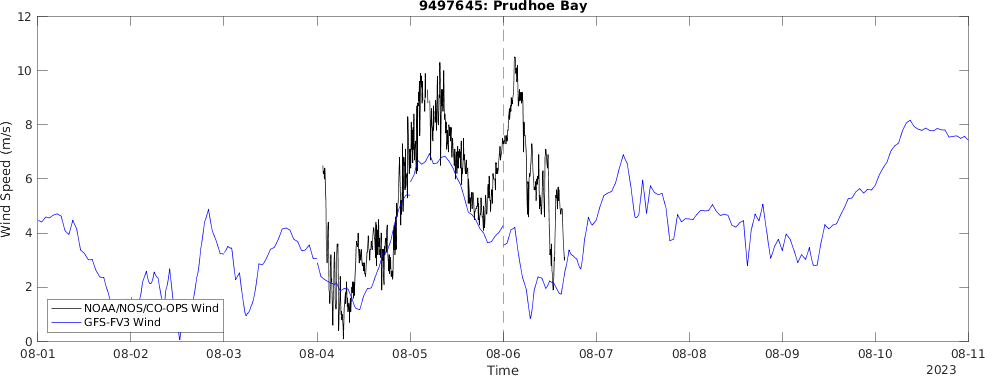 9497645: Prudhoe Bay
Wind Speed (m/s)
12
10
8
6
4
2
0
NOAA/NOS/CO-OPS Wind
GFS-FV3 Wind
08-01 08-02 08-03 08-04 08-05 08-06 08-07 08-08 08-09 08-10 08-11
Time
2023